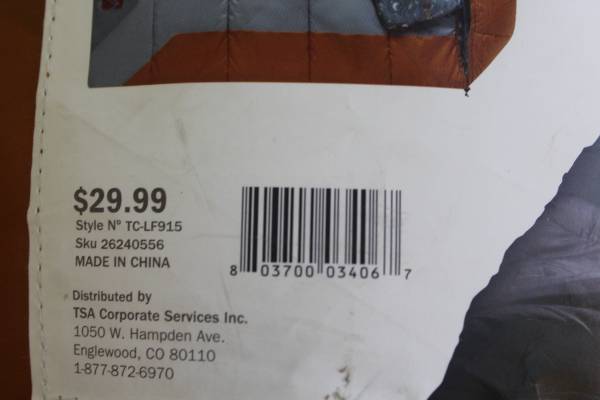 $29.99
Style N° TC-LF915
Sku 26240556
MADE IN CHINA
8 03700 03406 7
Distributed by
TSA Corporate Services Inc.
1050 W. Hampden Ave.
Englewood, CO 80110
1-877-872-6970